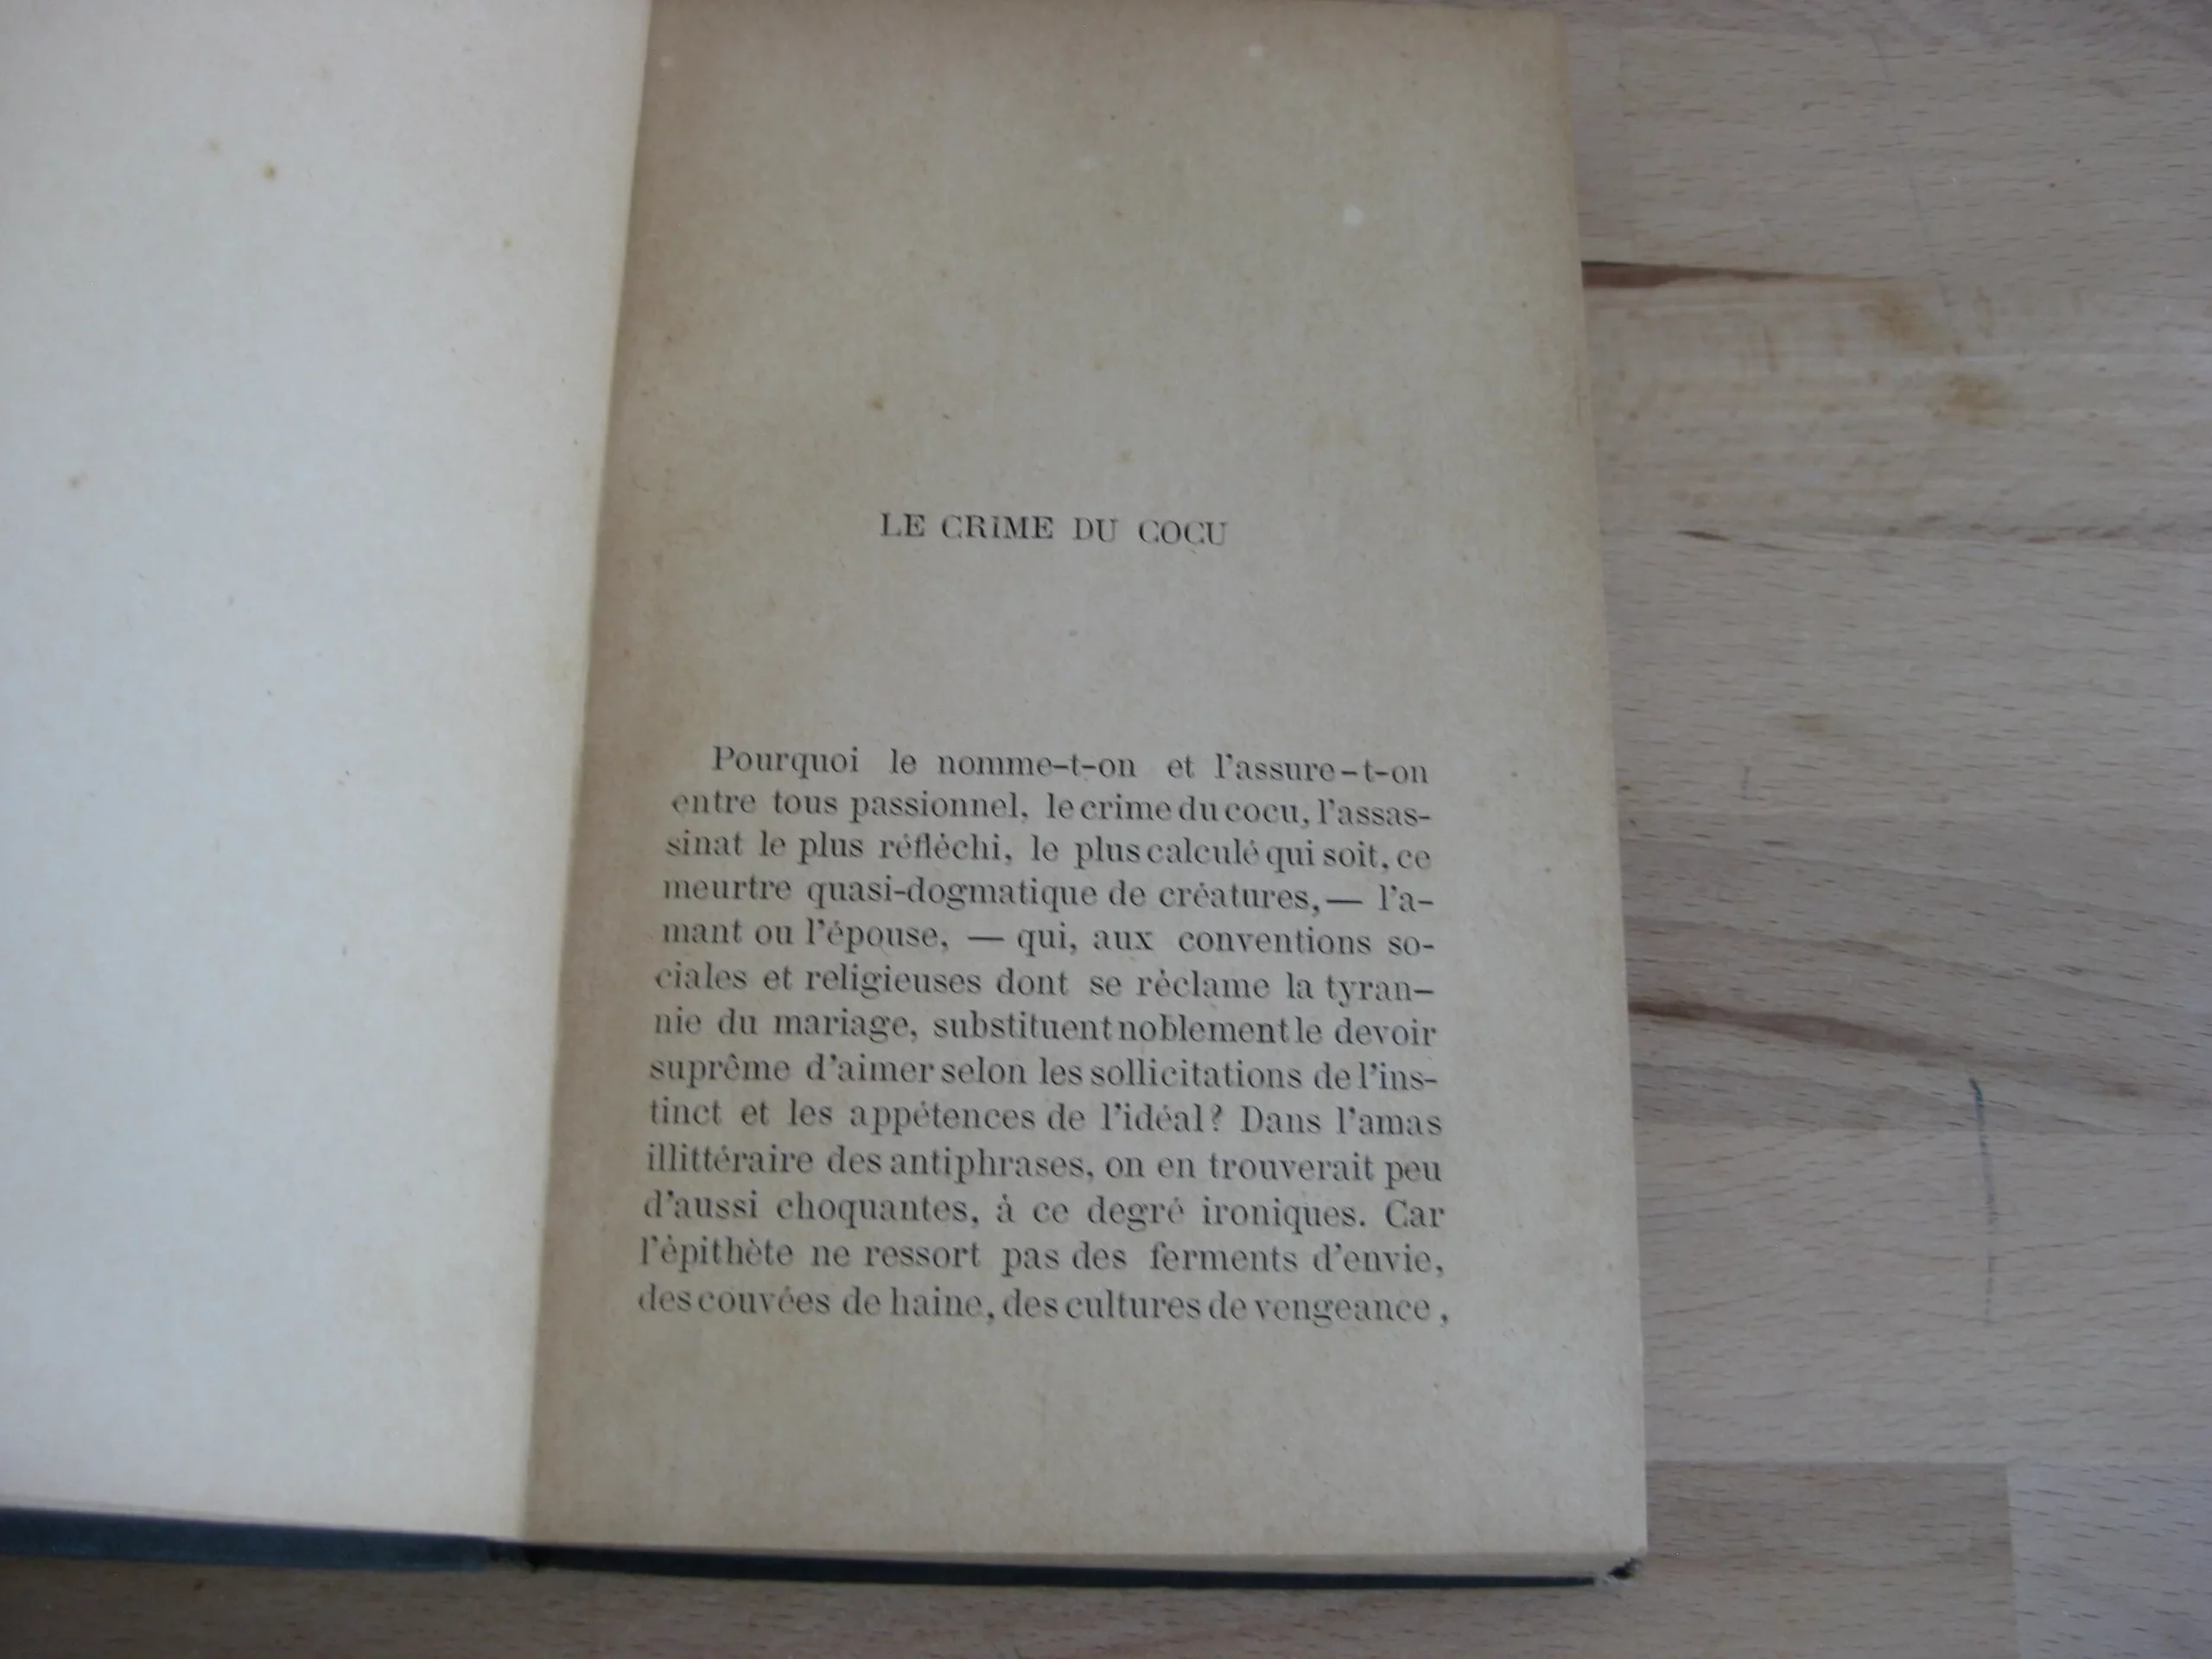 LE CRIME DU COCU
Pourquoi le nomme-t-on et l'assure-t-on
entre tous passionnel, le crime du cocu, l'assas-
sinat le plus réfléchi, le plus calculé qui soit, ce
meurtre quasi-dogmatique de créatures, — l'a-
mant ou l'épouse, — qui, aux conventions so-
ciales et religieuses dont se réclame la tyran-
nie du mariage, substituent noblement le devoir
suprême d'aimer selon les sollicitations de l'ins-
tinct et les appétences de l'idéal? Dans l'amas
illittéraire des antiphrases, on en trouverait peu
d'aussi choquantes, à ce degré ironiques. Car
l'épithète ne ressort pas des ferments d'envie,
des couvées de haine, des cultures de vengeance,